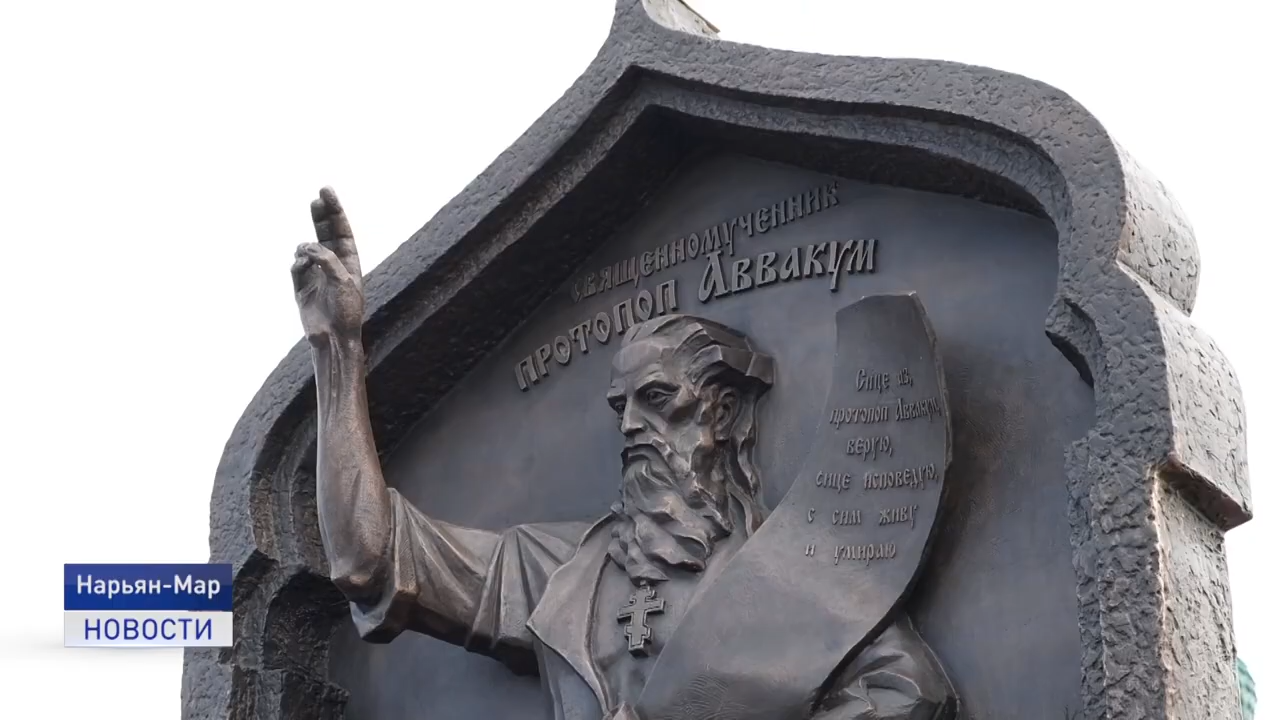 священномученик
протопоп Аввакум
Сице аз,
протопоп Аввакум,
верую,
сице исповедую,
с сим живу
и умираю
Нарьян-Мар
НОВОСТИ